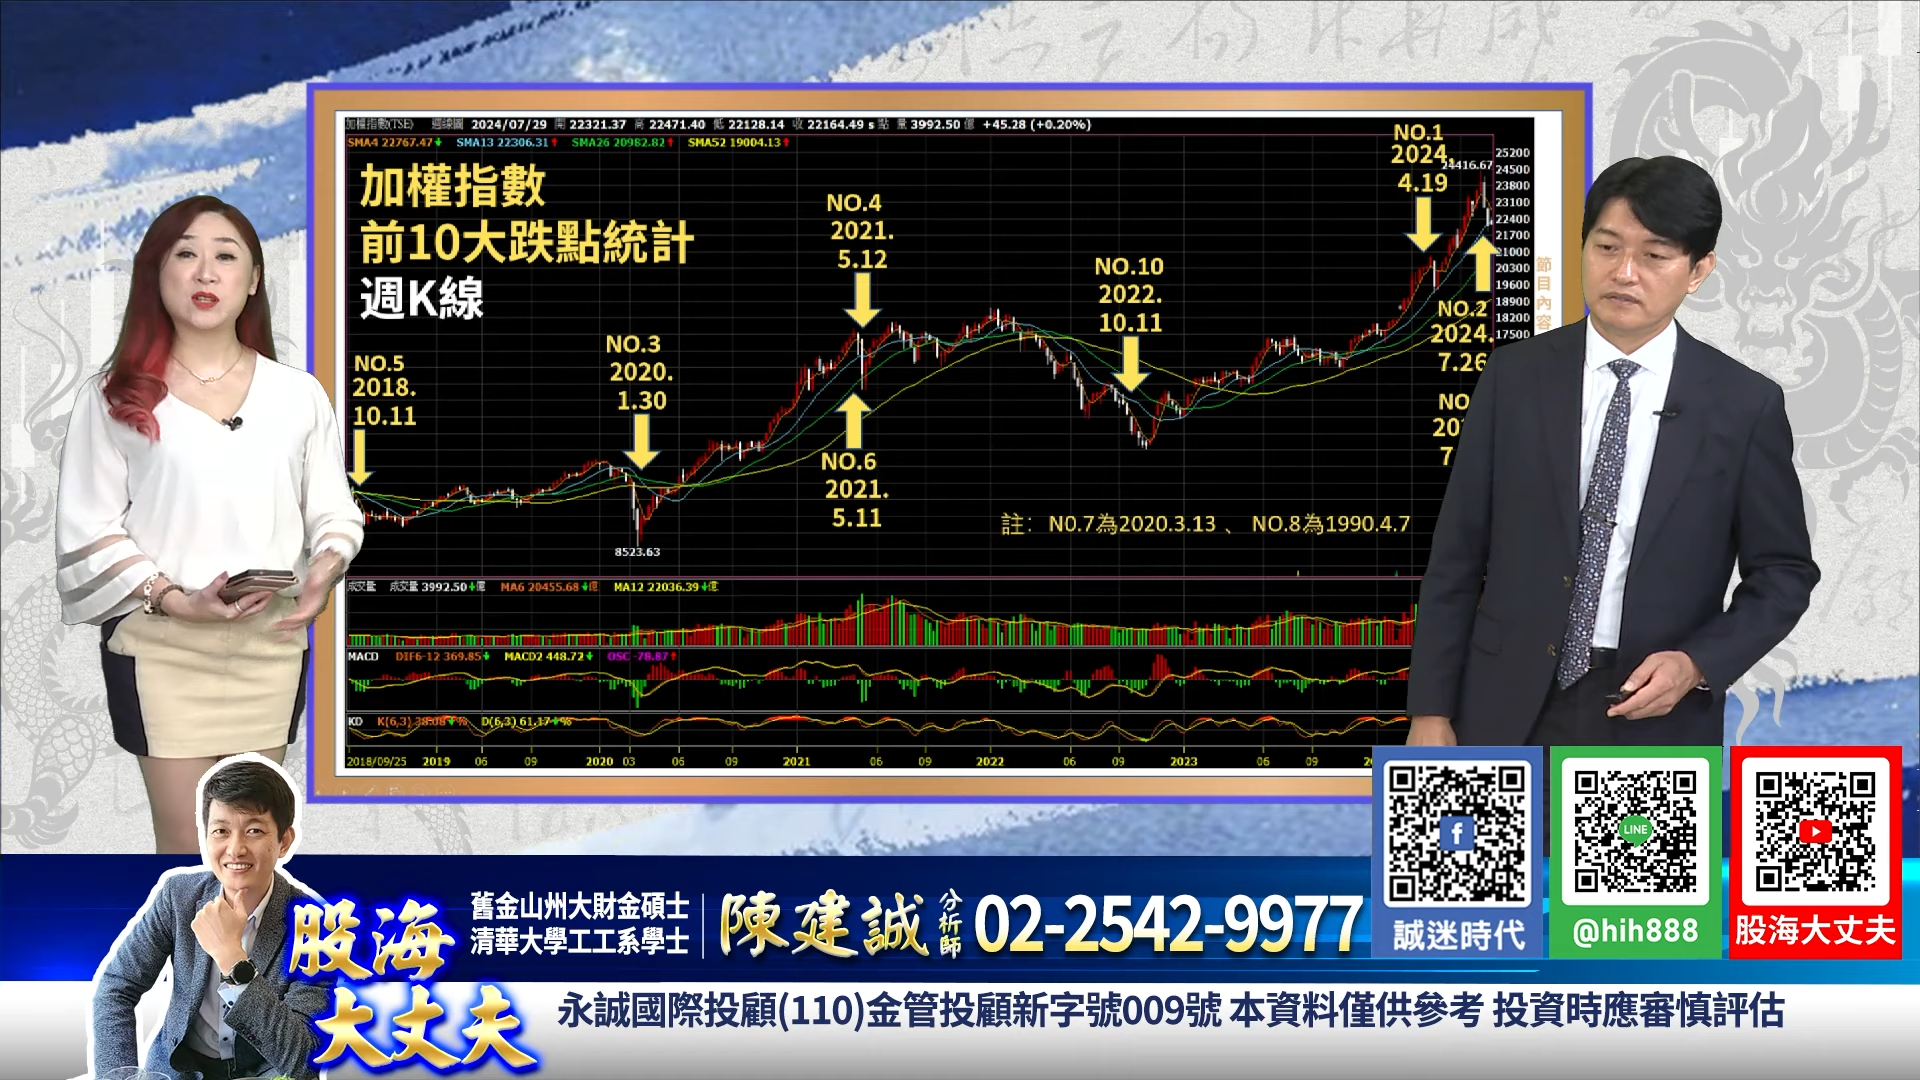 加權指數(TSE) 週線圖 2024/07/29 開 22321.37 高 22471.40 低 22128.14 收 22164.49 s 點 量 3992.50 億 +45.28 (+0.20%)
SMA4 22767.47↓ SMA13 22306.31↑ SMA26 20982.82↑ SMA52 19004.13↑
加權指數
前10大跌點統計
週K線
NO.5
2018.
10.11
NO.3
2020.
1.30
8523.63
NO.4
2021.
5.12
NO.6
2021.
5.11
NO.10
2022.
10.11
NO.1
2024.
4.19
24416.67
NO.2
2024.
7.26
NO
20
7
25200
24500
23800
23100
22400
21700
21000
20300
19600
18900
18200
17500
節目內容
註: NO.7為2020.3.13 、 NO.8為1990.4.7
成交量 成交量 3992.50↓億 MA6 20455.68↓億 MA12 22036.39↓億
MACD DIF6-12 369.85↓ MACD2 448.72↓ OSC -78.87↑
KD K(6,3) 38.08↓% D(6,3) 61.17↓%
2018/09/25 2019 06 09 2020 03 06 09 2021 06 09 2022 06 09 2023 06 09
股海
大丈夫
舊金山州大財金碩士
清華大學工工系學士
陳建誠 分析師 02-2542-9977
誠迷時代
LINE
@hih888
股海大丈夫
永誠國際投顧(110)金管投顧新字號009號 本資料僅供參考 投資時應審慎評估